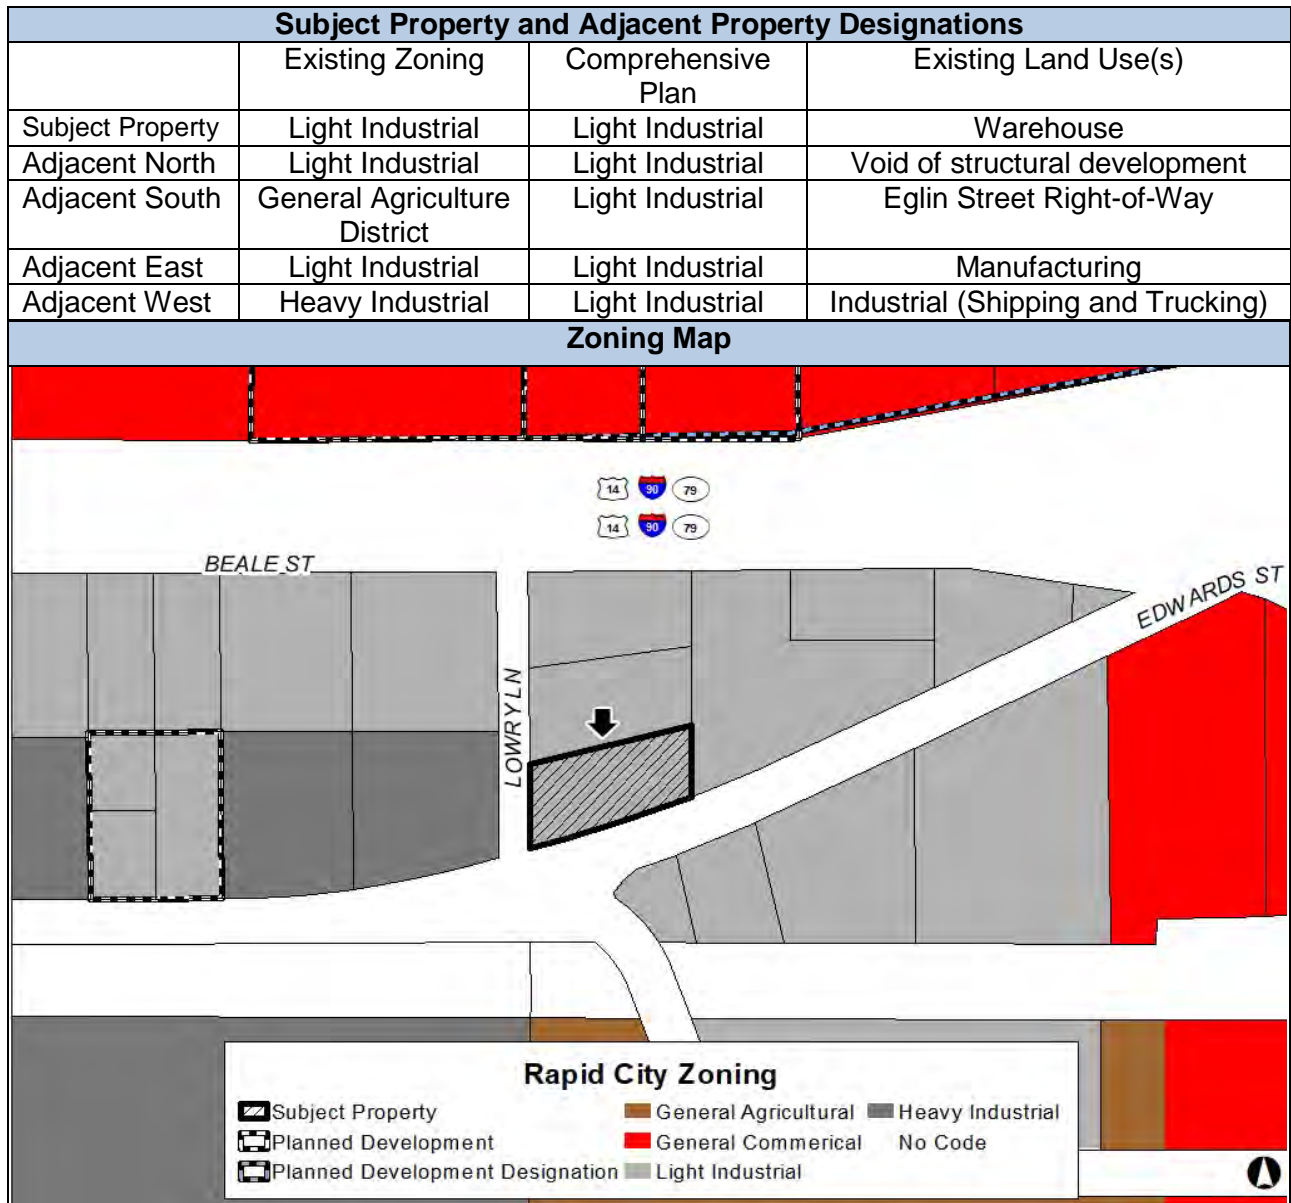 Subject Property and Adjacent Property Designations
Existing Zoning Comprehensive Plan Existing Land Use(s)
Subject Property Light Industrial Light Industrial Warehouse
Adjacent North Light Industrial Light Industrial Void of structural development
Adjacent South General Agriculture District Light Industrial Eglin Street Right-of-Way
Adjacent East Light Industrial Light Industrial Manufacturing
Adjacent West Heavy Industrial Light Industrial Industrial (Shipping and Trucking)
Zoning Map
14 90 79
14 90 79
BEALE ST
EDWARDS ST
LOWRY LN
Rapid City Zoning
Subject Property General Agricultural Heavy Industrial
Planned Development General Commerical No Code
Planned Development Designation Light Industrial